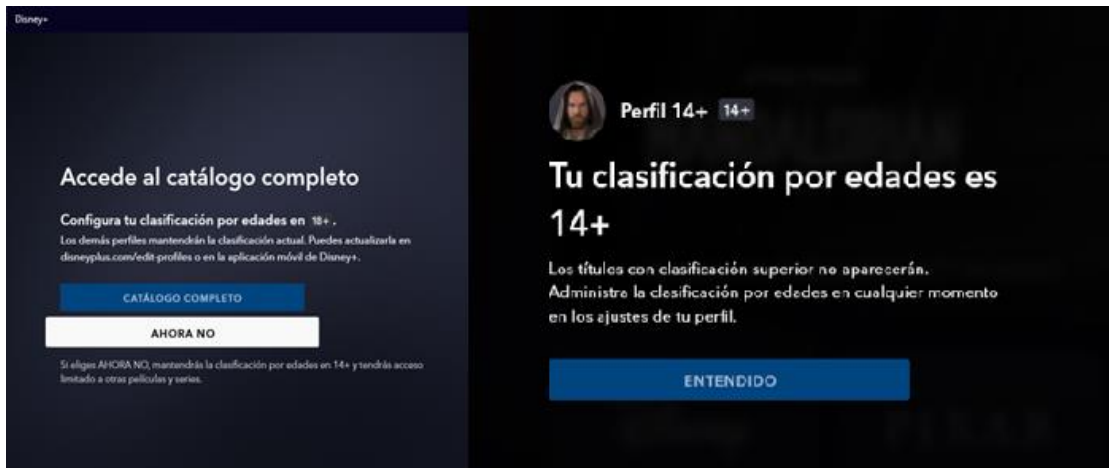 Disney+
Accede al catálogo completo
Configura tu clasificación por edades en 18+ .
Los demás perfiles mantendrán la clasificación actual. Puedes actualizarla en
disneyplus.com/edit-profiles o en la aplicación móvil de Disney+.
CATÁLOGO COMPLETO
AHORA NO
Si eliges AHORA NO, mantendrás la clasificación por edades en 14+ y tendrás acceso
limitado a otras películas y series.
Perfil 14+ 14+
Tu clasificación por edades es
14+
Los títulos con clasificación superior no aparecerán.
Administra la clasificación por edades en cualquier momento
en los ajustes de tu perfil.
ENTENDIDO
Disney PIXAR